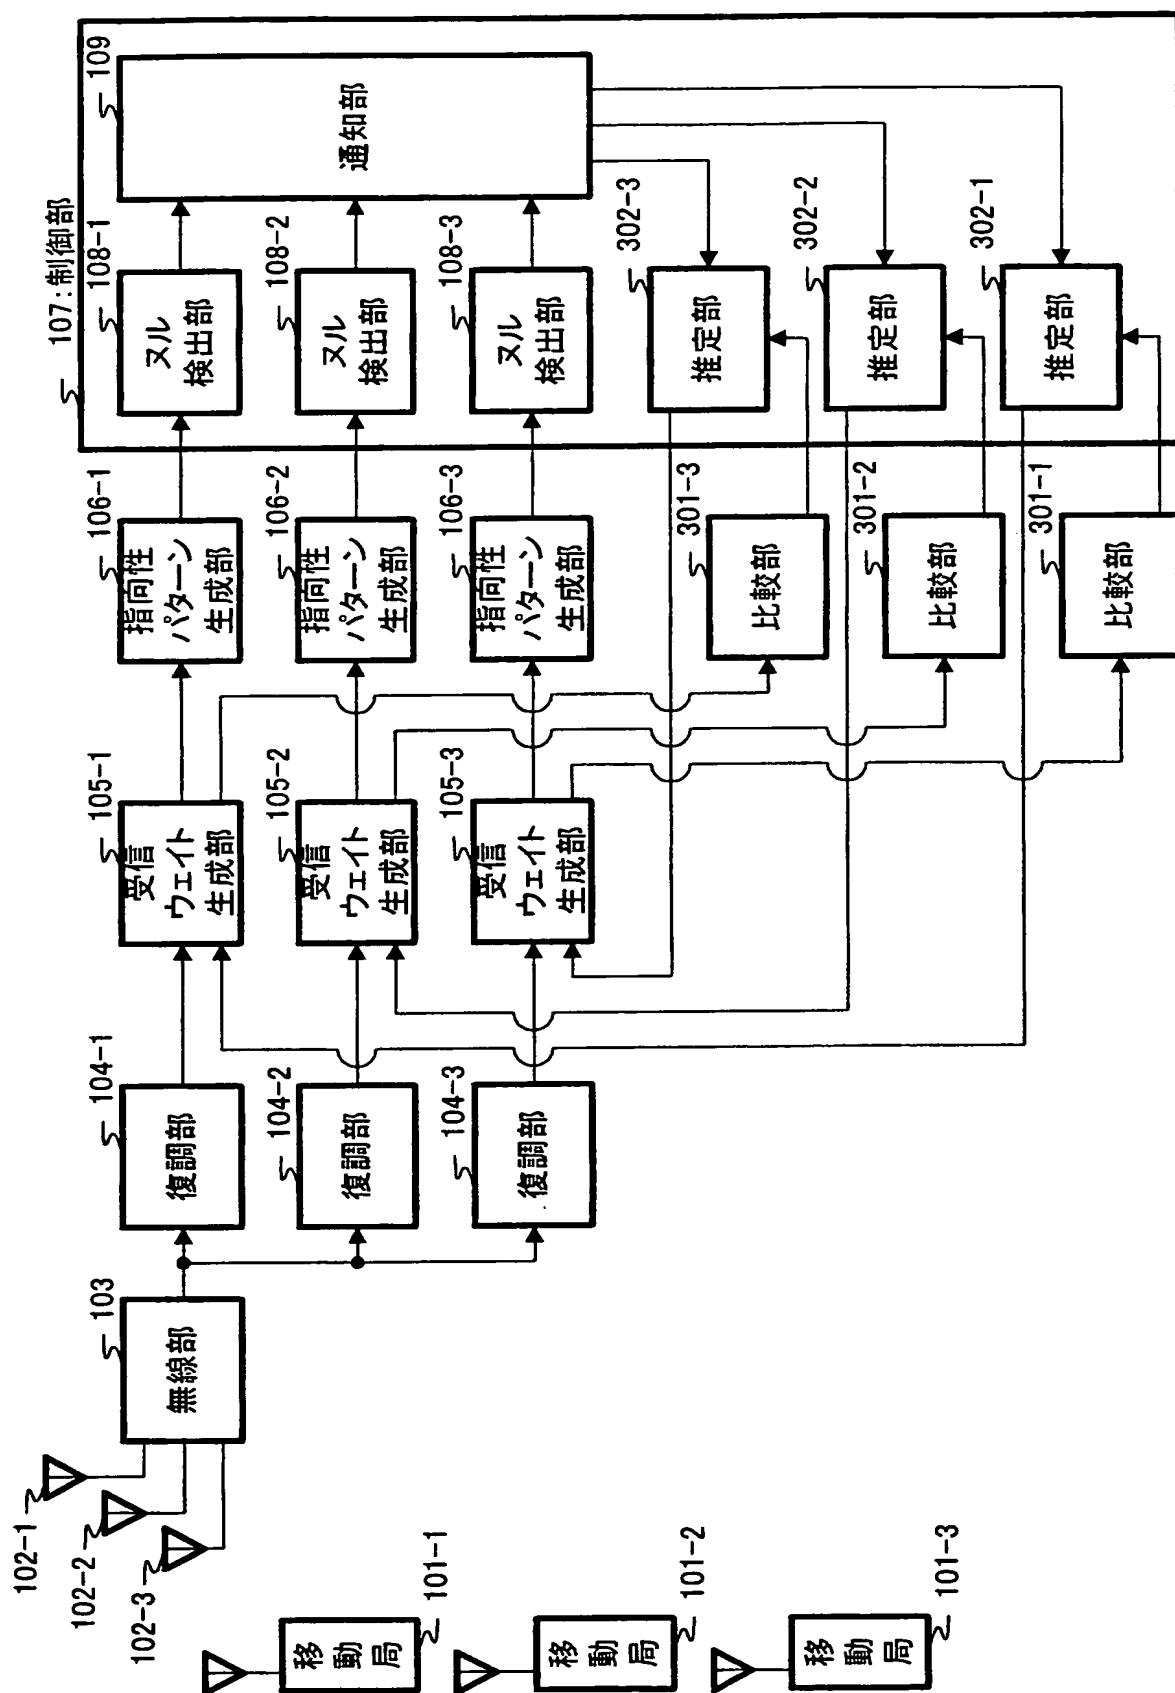 107:制御部
109
通知部
108-1
ヌル
検出部
108-2
ヌル
検出部
108-3
ヌル
検出部
302-3
推定部
302-2
推定部
302-1
推定部
106-1
指向性
パターン
生成部
106-2
指向性
パターン
生成部
106-3
指向性
パターン
生成部
301-3
比較部
301-2
比較部
301-1
比較部
105-1
受信
ウェイト
生成部
105-2
受信
ウェイト
生成部
105-3
受信
ウェイト
生成部
104-1
復調部
104-2
復調部
104-3
復調部
103
無線部
102-1
102-2
102-3
101-1
移動局
101-2
移動局
101-3
移動局